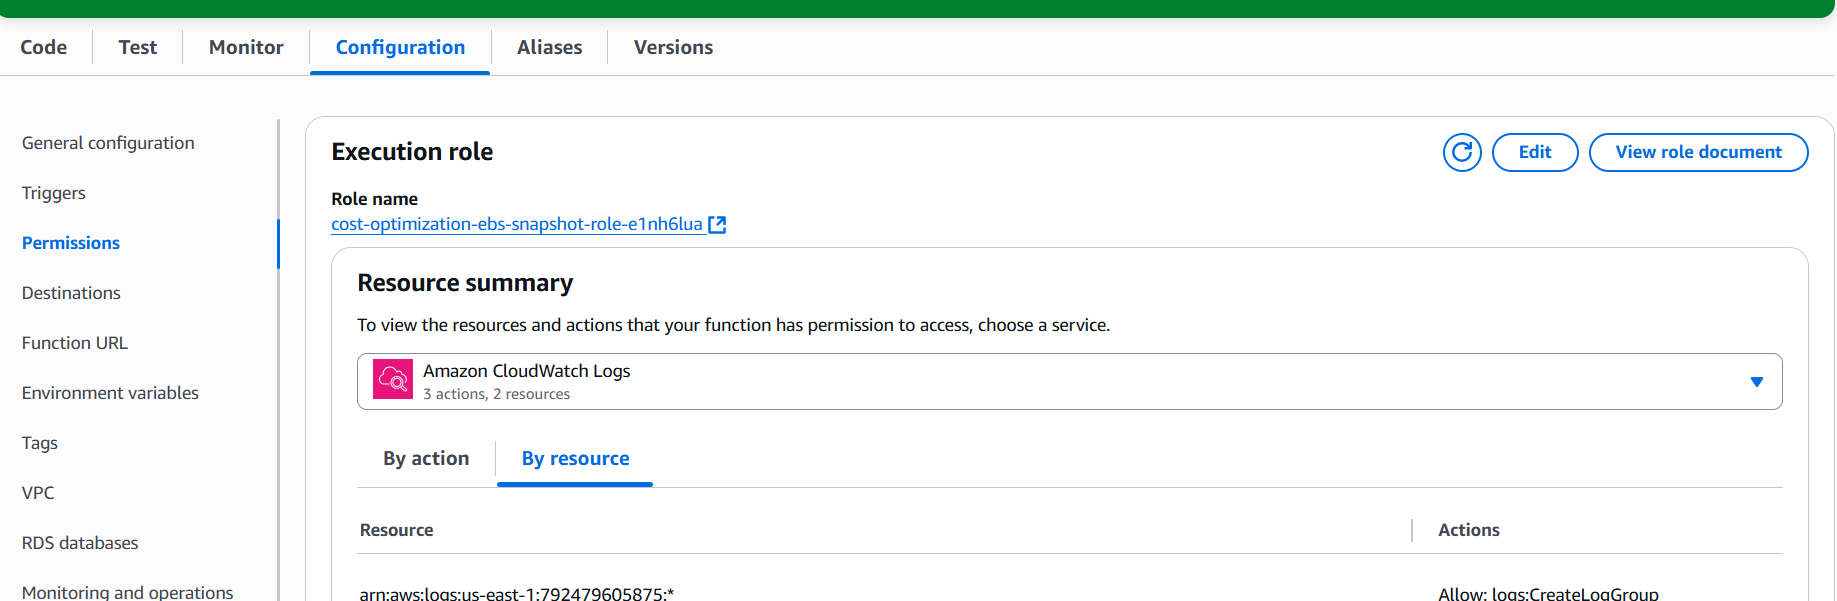 Code Test Monitor Configuration Aliases Versions
General configuration
Triggers
Permissions
Destinations
Function URL
Environment variables
Tags
VPC
RDS databases
Monitoring and operations
Execution role
Edit
View role document
Role name
cost-optimization-ebs-snapshot-role-e1nh6lua
Resource summary
To view the resources and actions that your function has permission to access, choose a service.
Amazon CloudWatch Logs
3 actions, 2 resources
By action By resource
Resource Actions
arn:aws:logs:us-east-1:792479605875:* Allow: logs:CreateLogGroup